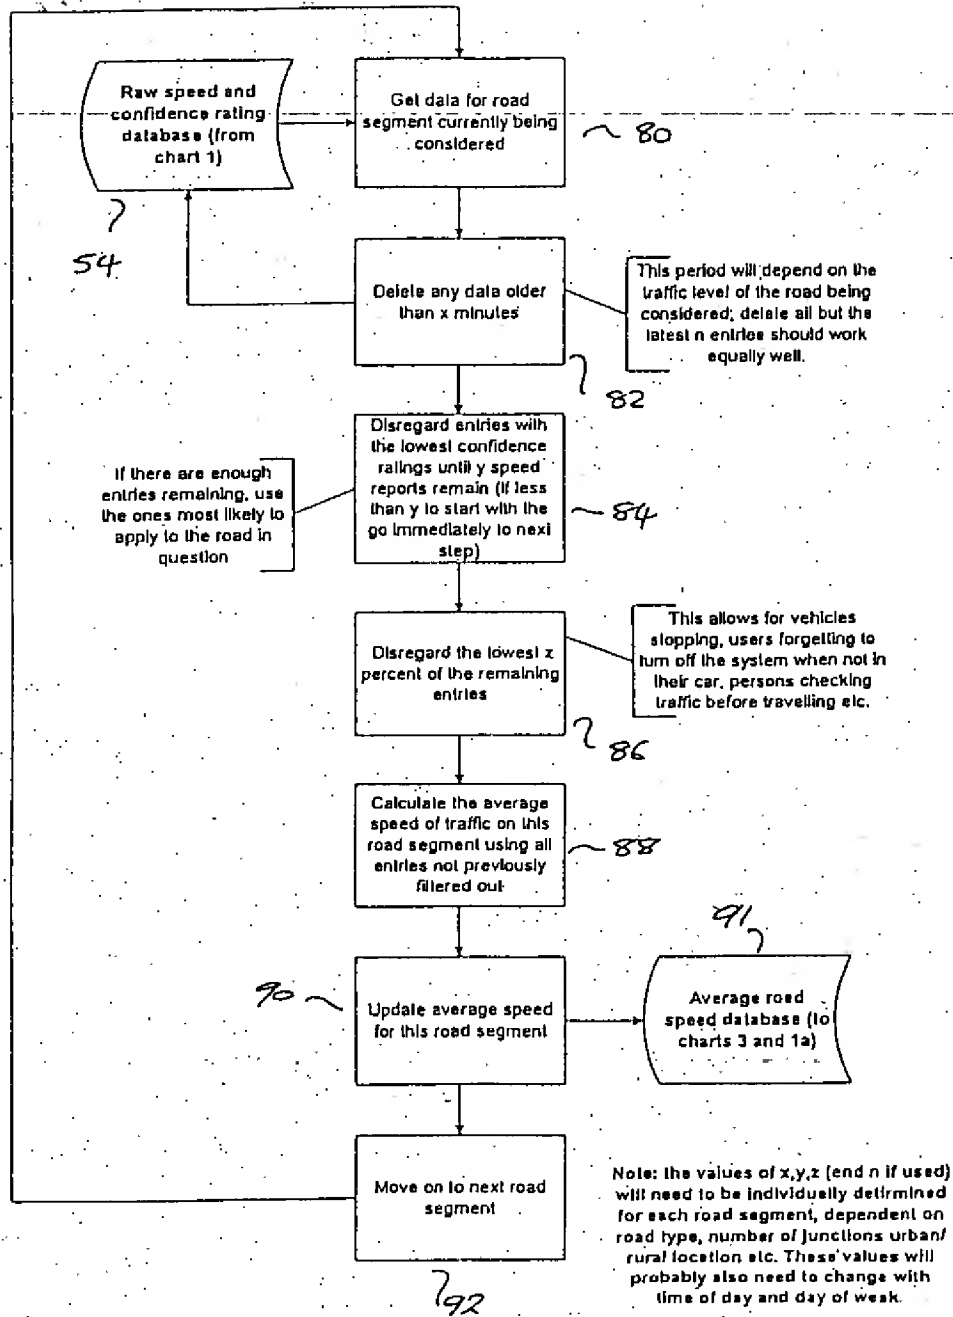 Raw speed and
confidence rating
database (from
chart 1)
54
Get data for road
segment currently being
considered
80
Delete any data older
than x minutes
82
This period will depend on the
traffic level of the road being
considered; delete all but the
latest n entries should work
equally well.
Disregard entries with
the lowest confidence
ratings until y speed
reports remain (if less
than y to start with the
go immediately to next
step)
84
If there are enough
entries remaining, use
the ones most likely to
apply to the road in
question
Disregard the lowest z
percent of the remaining
entries
86
This allows for vehicles
stopping, users forgetting to
turn off the system when not in
their car, persons checking
traffic before travelling etc.
Calculate the average
speed of traffic on this
road segment using all
entries not previously
filtered out
88
90
Update average speed
for this road segment
91
Average road
speed database (to
charts 3 and 1a)
Move on to next road
segment
92
Note: the values of x,y,z (end n if used)
will need to be individually detirmned
for each road segment, dependent on
road type, number of junctions urban/
rural location etc. These values will
probably also need to change with
time of day and day of weak.